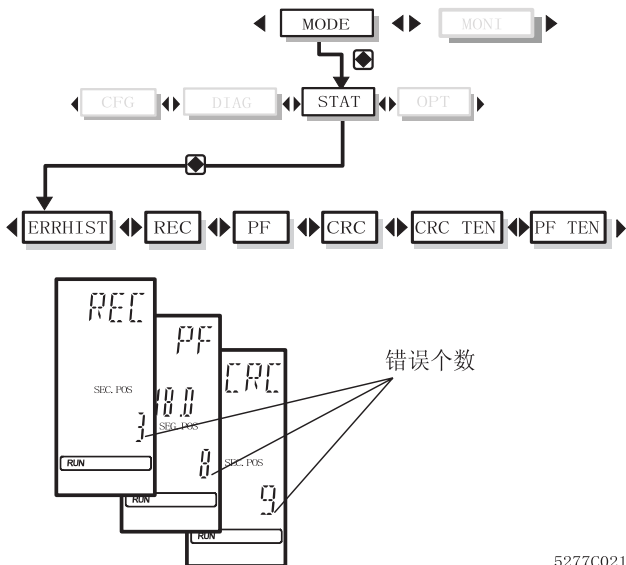 MODE MONI
CFG DIAG STAT OPT
ERRHIST REC PF CRC CRC TEN PF TEN
REC
SEC.POS
3
RUN
PF
18.0
SEG.POS
8
RUN
CRC
SEC.POS
9
RUN
错误个数
5277C021